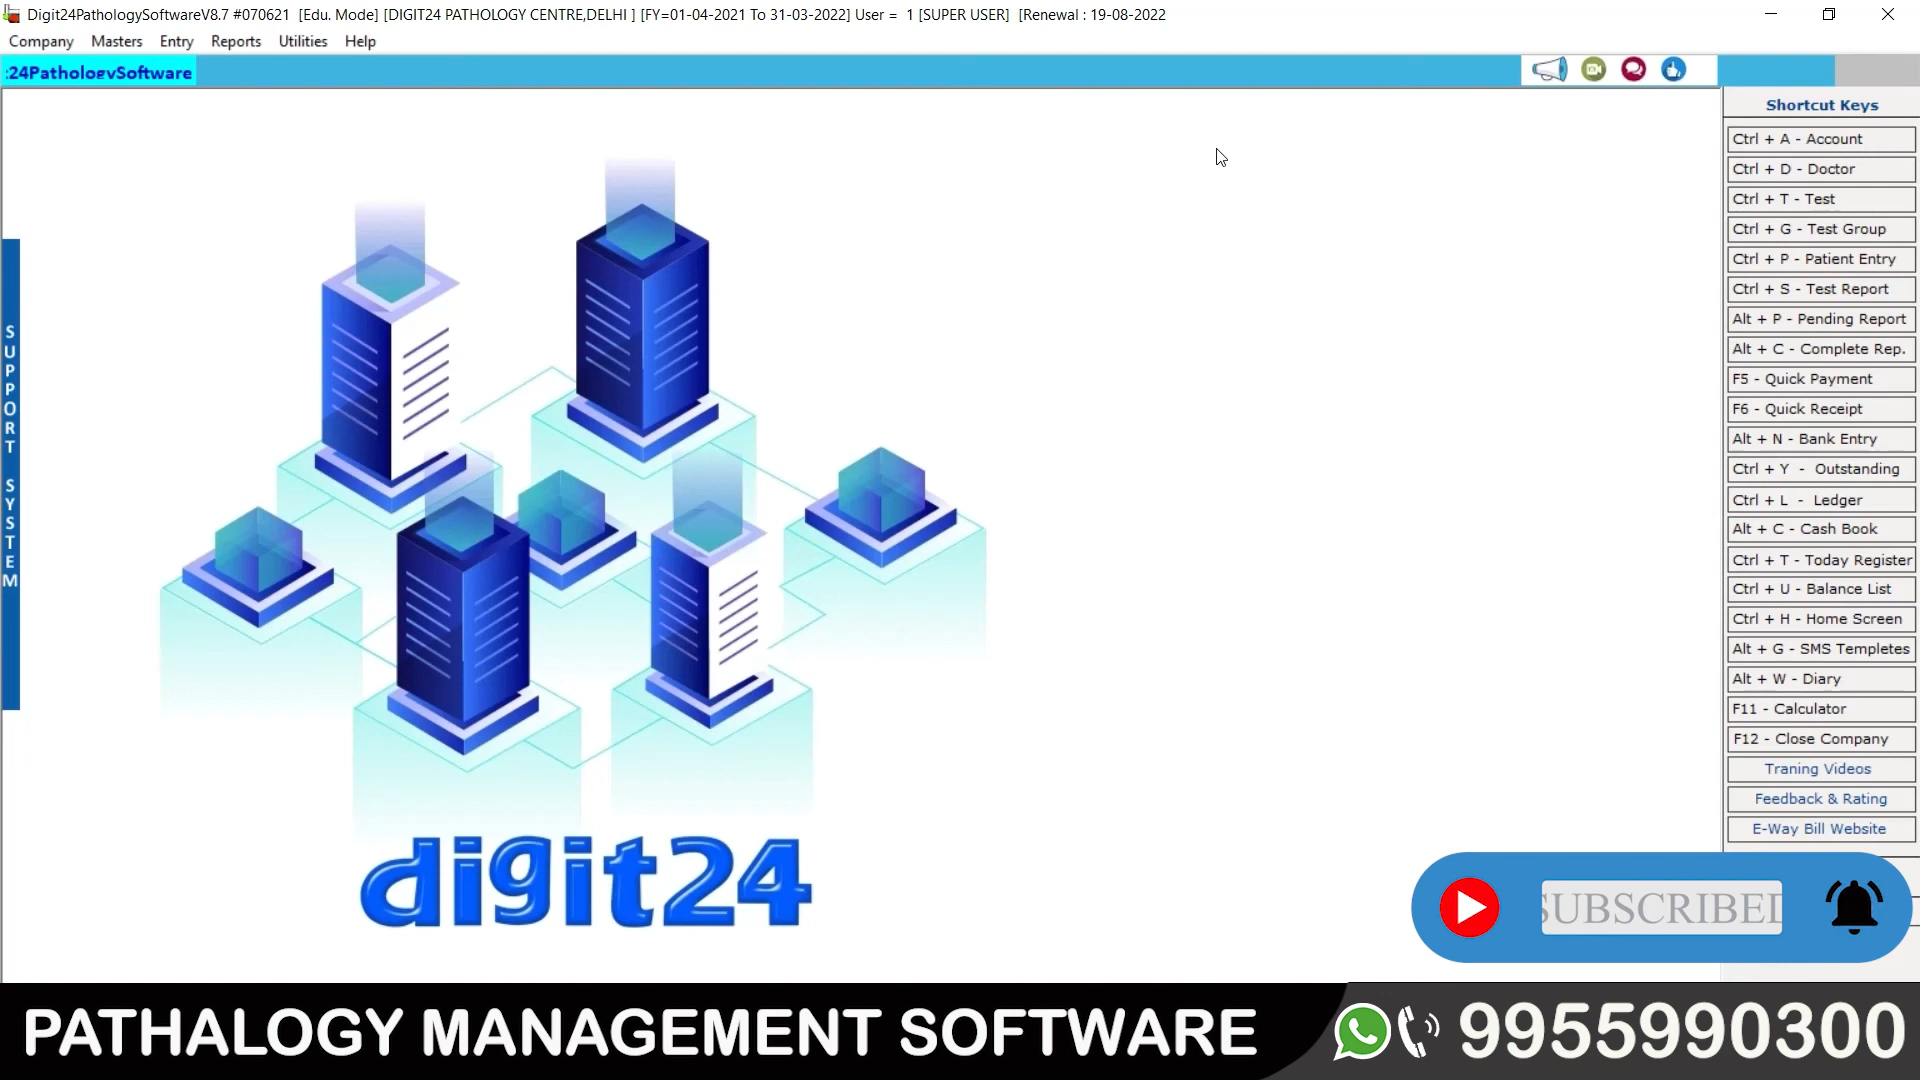 Digit24PathologySoftwareV8.7 #070621 [Edu. Mode] [DIGIT24 PATHOLOGY CENTRE,DELHI ] [FY=01-04-2021 To 31-03-2022] User = 1 [SUPER USER] [Renewal : 19-08-2022
Company Masters Entry Reports Utilities Help
:24PathologySoftware
Shortcut Keys
Ctrl + A - Account
Ctrl + D - Doctor
Ctrl + T - Test
Ctrl + G - Test Group
Ctrl + P - Patient Entry
Ctrl + S - Test Report
Alt + P - Pending Report
Alt + C - Complete Rep.
F5 - Quick Payment
F6 - Quick Receipt
Alt + N - Bank Entry
Ctrl + Y - Outstanding
Ctrl + L - Ledger
Alt + C - Cash Book
Ctrl + T - Today Register
Ctrl + U - Balance List
Ctrl + H - Home Screen
Alt + G - SMS Templetes
Alt + W - Diary
F11 - Calculator
F12 - Close Company
Traning Videos
Feedback & Rating
E-Way Bill Website
SUPPORT SYSTEM
digit24
SUBSCRIBED
PATHALOGY MANAGEMENT SOFTWARE
9955990300